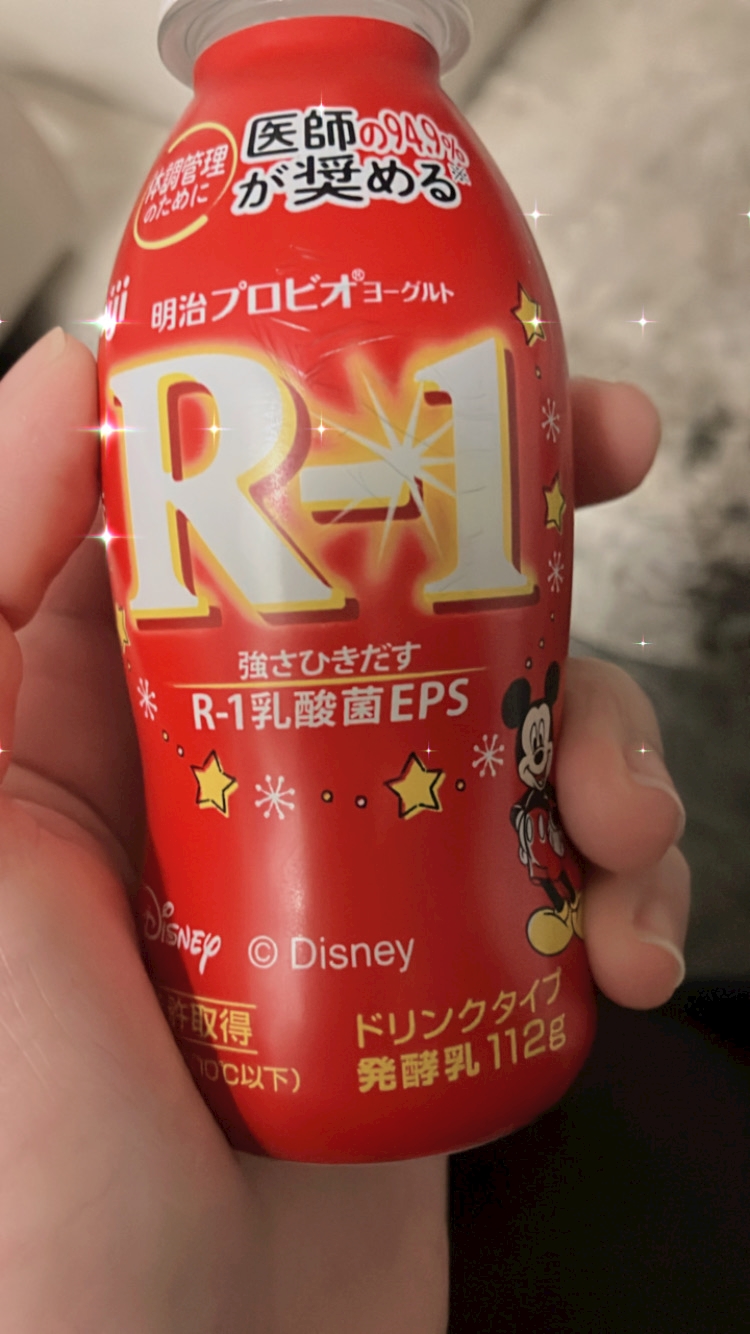 医師の94.9%
が奨める※
体調管理
のために
明治プロビオ®ヨーグルト
R-1
強さひきだす
R-1乳酸菌EPS
Disney
© Disney
許取得
10℃以下）
ドリンクタイプ
発酵乳 112g